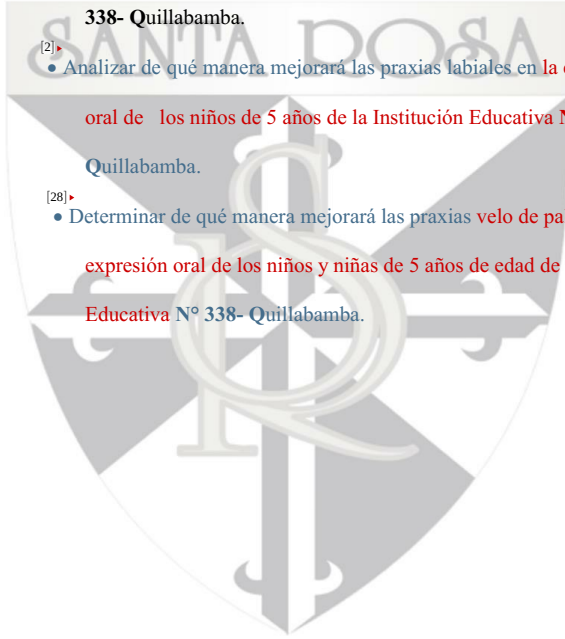 338- Quillabamba.
SANTA ROSA
[2]
• Analizar de qué manera mejorará las praxias labiales en la
oral de los niños de 5 años de la Institución Educativa
Quillabamba.
[28]
• Determinar de qué manera mejorará las praxias velo de
expresión oral de los niños y niñas de 5 años de edad de
Educativa N° 338- Quillabamba.